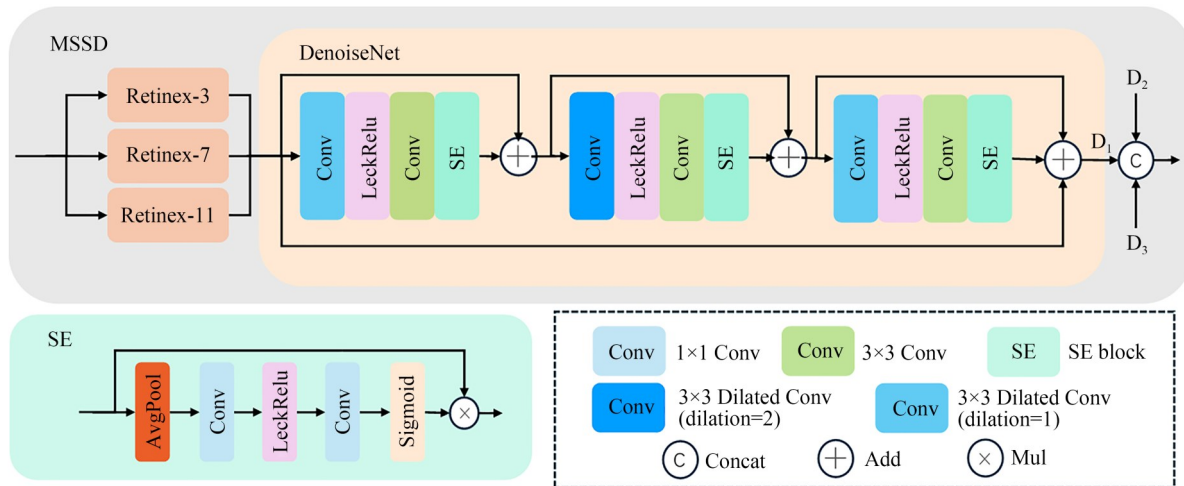 MSSD
DenoiseNet
Retinex-3
Retinex-7
Retinex-11
Conv
LeckRelu
Conv
SE
+
Conv
LeckRelu
Conv
SE
+
Conv
LeckRelu
Conv
SE
+
D1
D2
C
D3
SE
AvgPool
Conv
LeckRelu
Conv
Sigmoid
×
Conv 1×1 Conv
Conv 3×3 Conv
SE SE block
Conv 3×3 Dilated Conv
(dilation=2)
Conv 3×3 Dilated Conv
(dilation=1)
C Concat
+ Add
× Mul